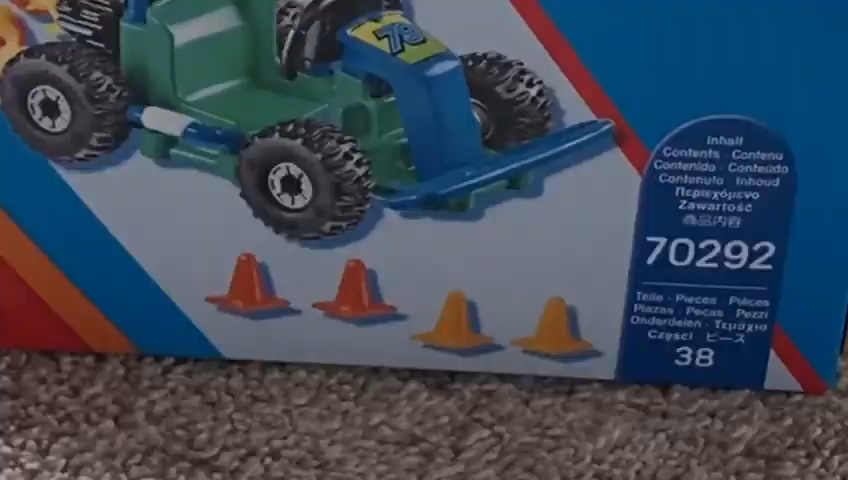 79
Inhalt
Contents · Contenu
Contenido · Conteúdo
Contenuto · Inhoud
Περιεχόμενο
Zawartość
商品内容
70292
Teile · Pieces · Pièces
Piezas · Peças · Pezzi
Onderdelen · Τεμάχια
Części ピース
38